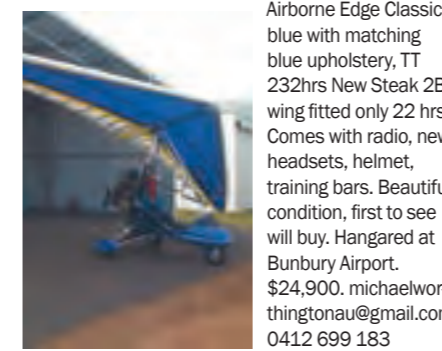 Airborne Edge Classic
blue with matching
blue upholstery, TT
232hrs New Steak 2B
wing fitted only 22 hrs
Comes with radio, new
headsets, helmet,
training bars. Beautifu
condition, first to see
will buy. Hangared at
Bunbury Airport.
$24,900. michaelwor
thingtonau@gmail.com
0412 699 183